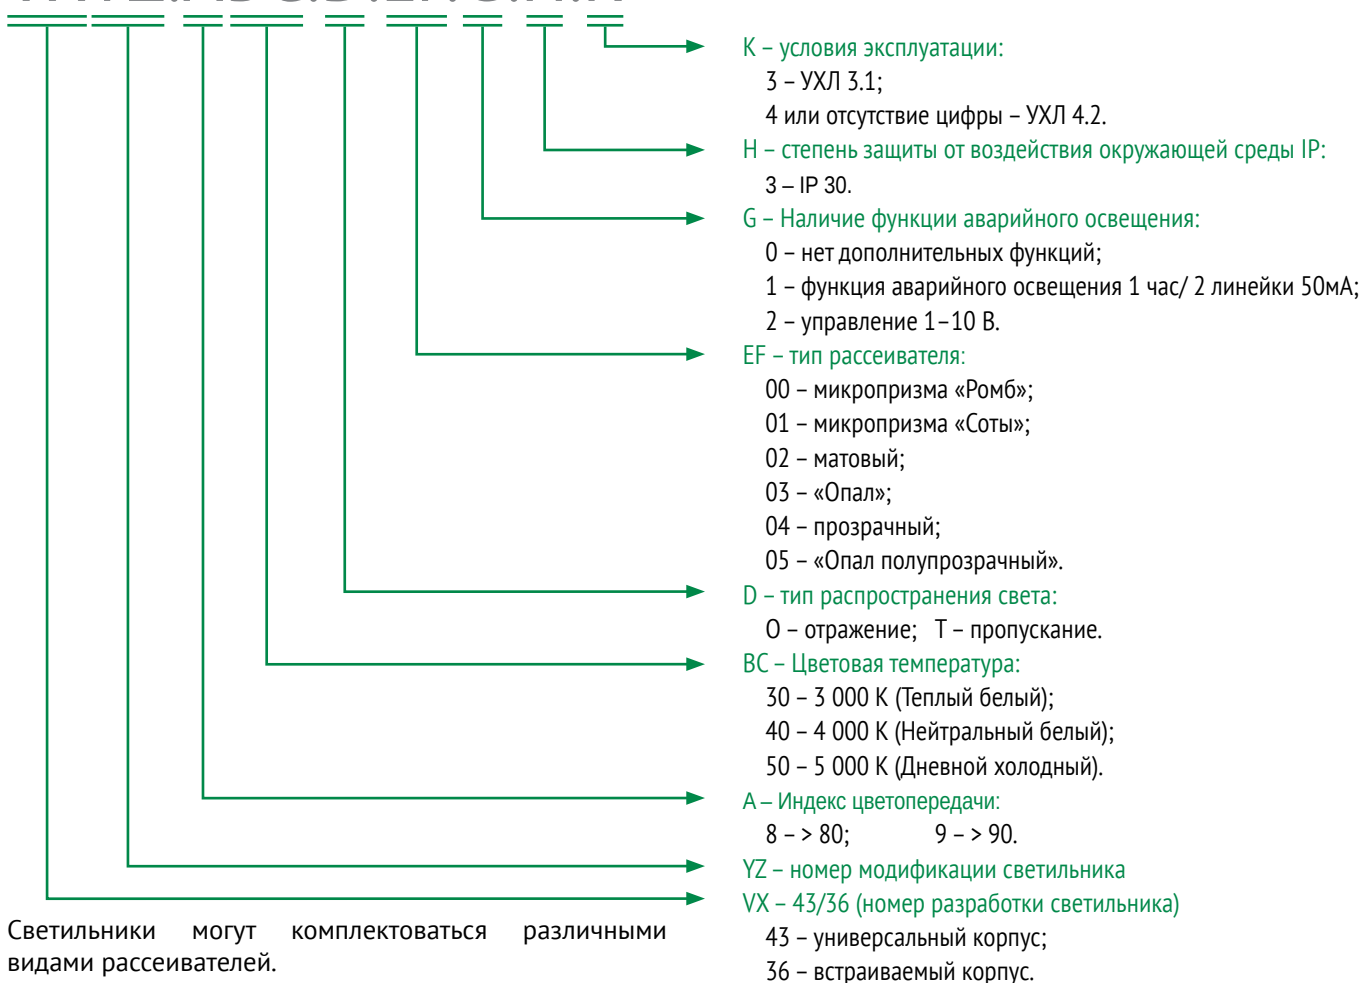 К – условия эксплуатации:
3 – УХЛ 3.1;
4 или отсутствие цифры – УХЛ 4.2.
Н – степень защиты от воздействия окружающей среды IP:
3 – IP 30.
G – Наличие функции аварийного освещения:
0 – нет дополнительных функций;
1 – функция аварийного освещения 1 час/ 2 линейки 50мА;
2 – управление 1–10 В.
EF – тип рассеивателя:
00 – микропризма «Ромб»;
01 – микропризма «Соты»;
02 – матовый;
03 – «Опал»;
04 – прозрачный;
05 – «Опал полупрозрачный».
D – тип распространения света:
О – отражение; Т – пропускание.
BC – Цветовая температура:
30 – 3 000 К (Теплый белый);
40 – 4 000 К (Нейтральный белый);
50 – 5 000 К (Дневной холодный).
А – Индекс цветопередачи:
8 – > 80; 9 – > 90.
YZ – номер модификации светильника
VX – 43/36 (номер разработки светильника)
43 – универсальный корпус;
36 – встраиваемый корпус.
Светильники могут комплектоваться различными
видами рассеивателей.